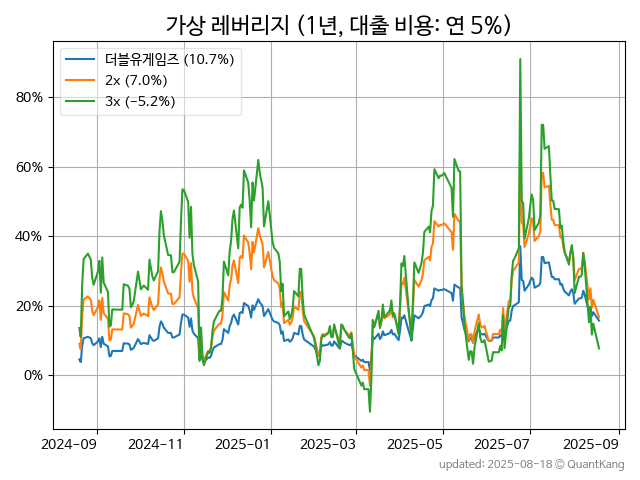 가상 레버리지 (1년, 대출 비용: 연 5%)
더블유게임즈 (10.7%)
2x (7.0%)
3x (-5.2%)
80%
60%
40%
20%
0%
2024-09 2024-11 2025-01 2025-03 2025-05 2025-07 2025-09
updated: 2025-08-18 © QuantKang